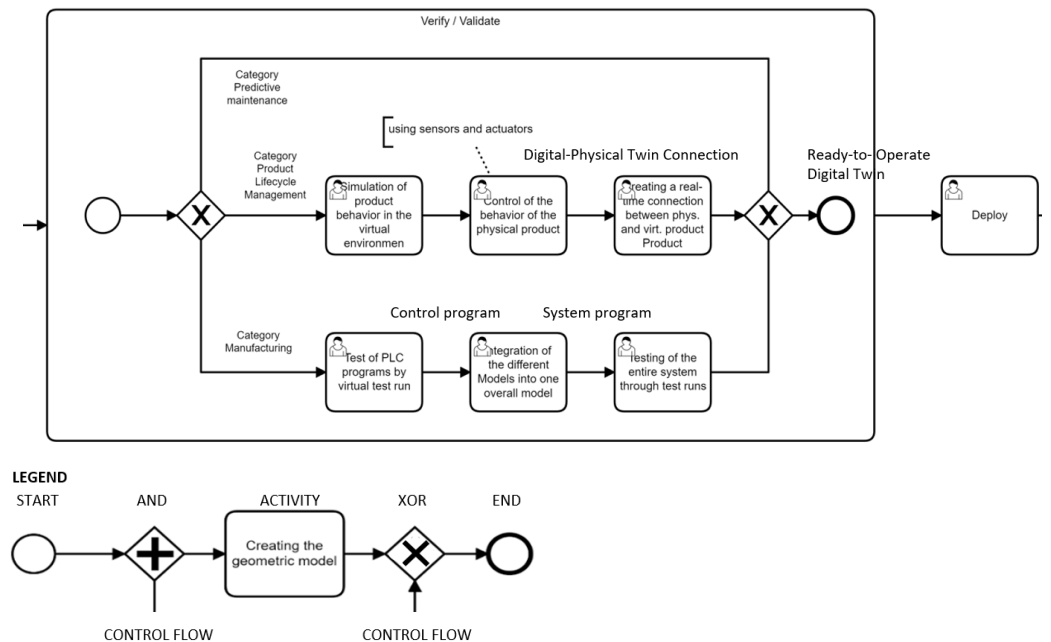 Verify / Validate
Category
Predictive
maintenance
using sensors and actuators
Category
Product
Lifecycle
Management
Digital-Physical Twin Connection
Ready-to- Operate
Digital Twin
X
Simulation of
product
behavior in the
virtual
environmen
Control of the
behavior of the
physical product
reating a real-
me connection
between phys.
and virt. product
Product
X
Deploy
Category
Manufacturing
Control program
System program
Test of PLC
programs by
virtual test run
ntegration of
the different
Models into one
overall model
Testing of the
entire system
through test runs
LEGEND
START
AND
ACTIVITY
XOR
END
Creating the
geometric model
CONTROL FLOW
CONTROL FLOW